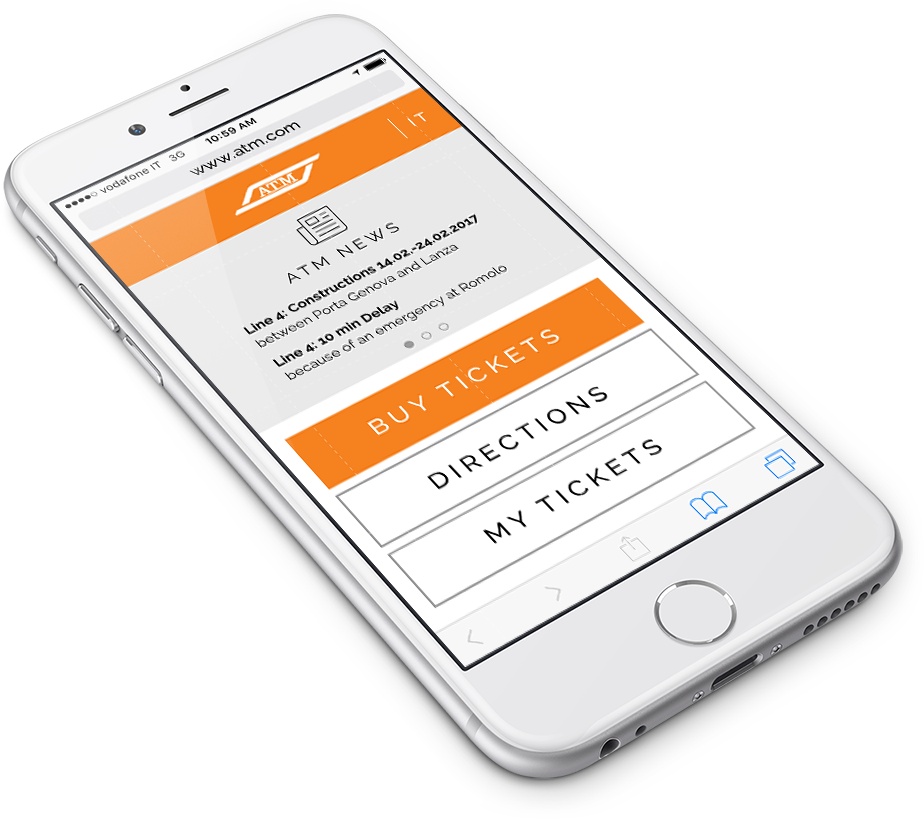 vodafone IT 3G 10:59 AM
www.atm.com
ATM
IT
ATM NEWS
Line 4: Constructions 14.02.-24.02.2017
between Porta Genova and Lanza
Line 4: 10 min Delay
because of an emergency at Romolo
BUY TICKETS
DIRECTIONS
MY TICKETS